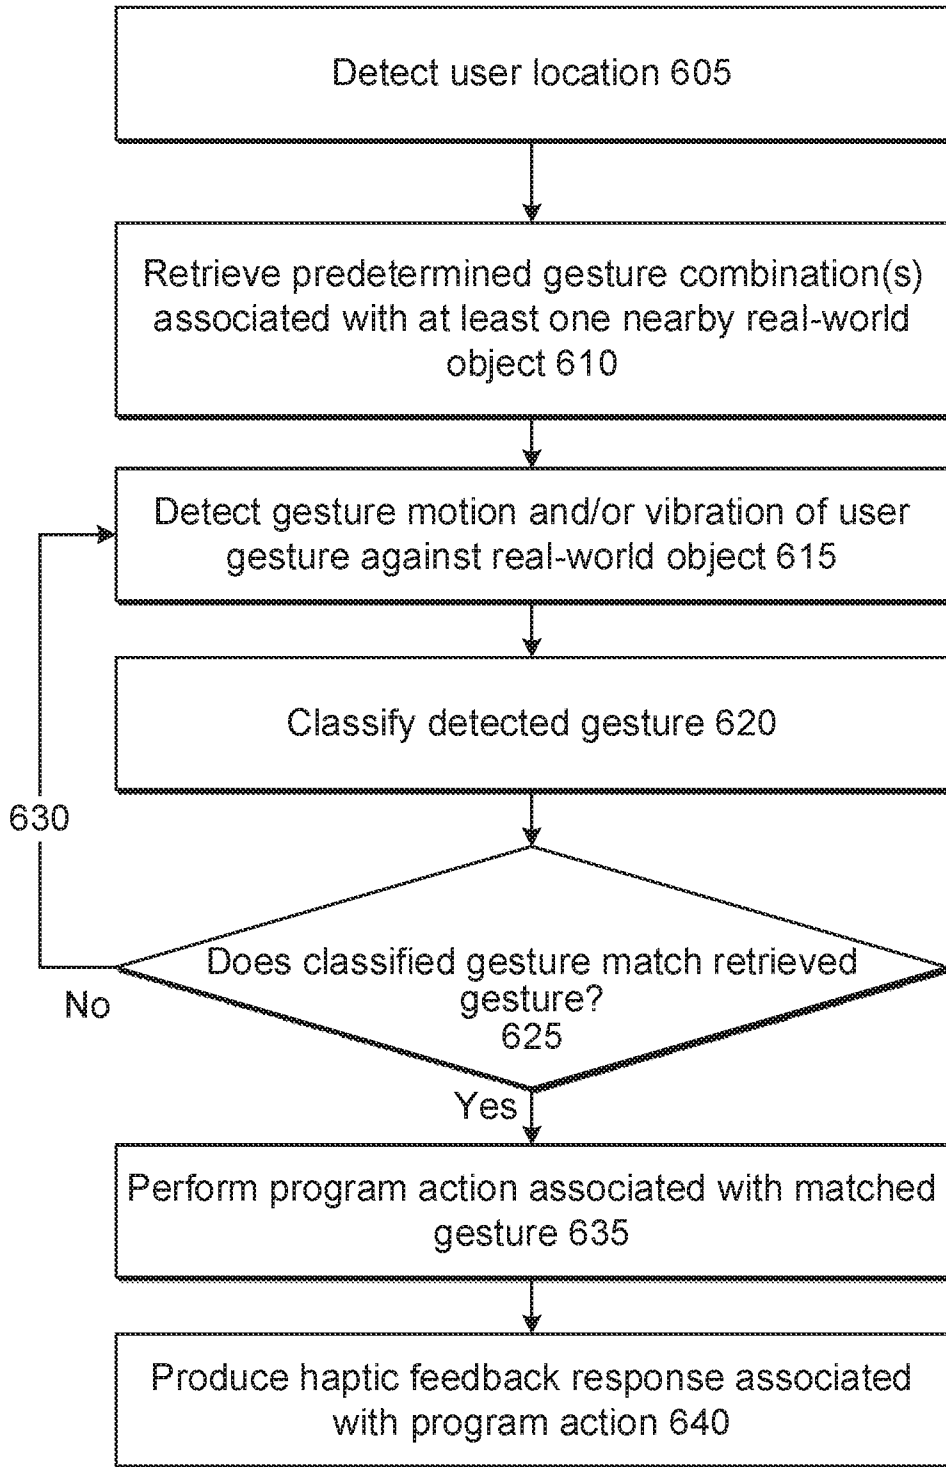 Detect user location 605
Retrieve predetermined gesture combination(s)
associated with at least one nearby real-world
object 610
Detect gesture motion and/or vibration of user
gesture against real-world object 615
Classify detected gesture 620
630
Does classified gesture match retrieved
gesture?
625
No
Yes
Perform program action associated with matched
gesture 635
Produce haptic feedback response associated
with program action 640